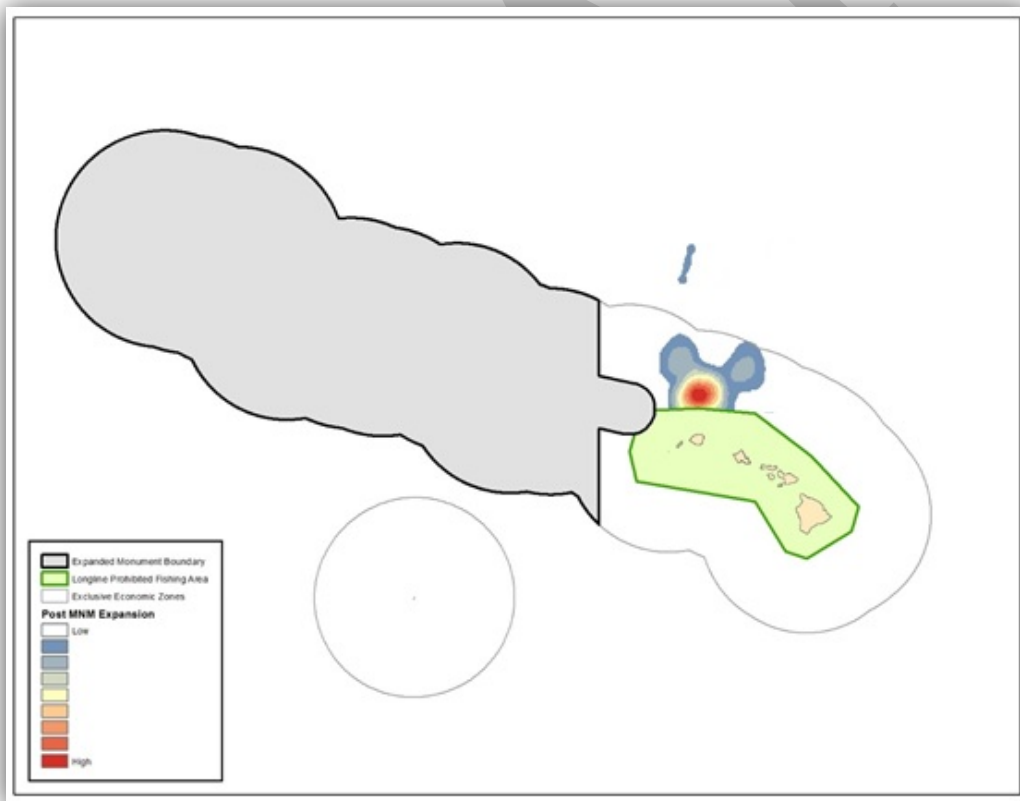 Expanded Monument Boundary
Longline Prohibited Fishing Area
Exclusive Economic Zones
Post MNM Expansion
Low
High